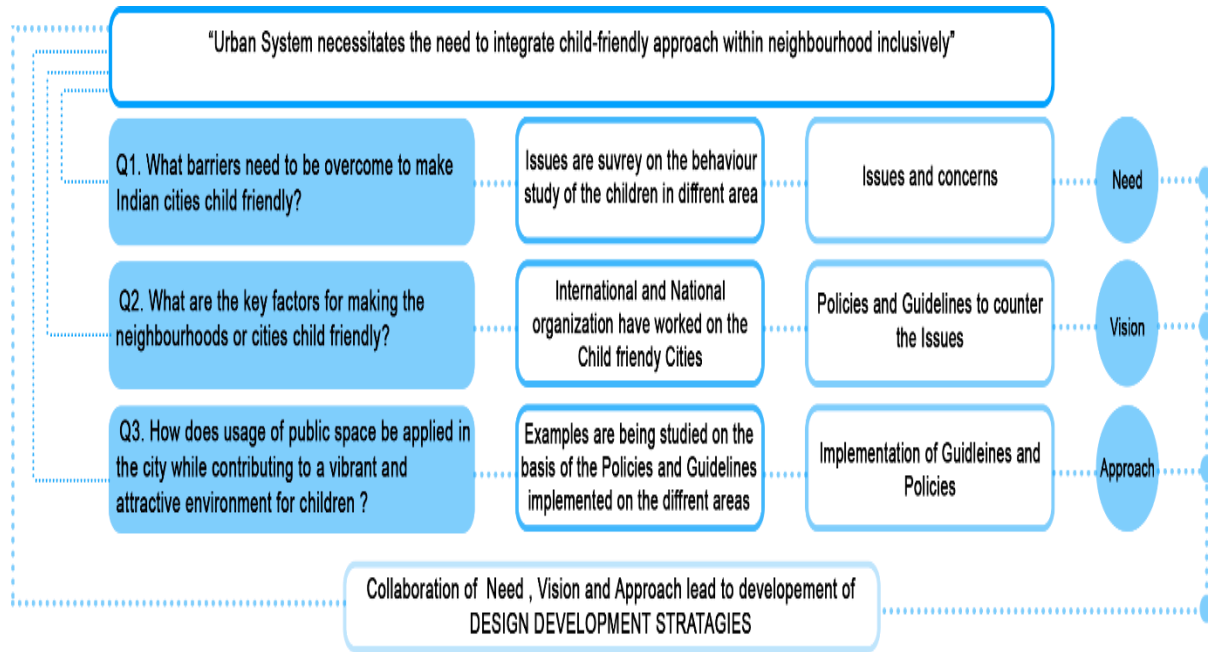 “Urban System necessitates the need to integrate child-friendly approach within neighbourhood inclusively”
Q1. What barriers need to be overcome to make
Indian cities child friendly?
Issues are suvrey on the behaviour
study of the children in diffrent area
Issues and concerns
Need
Q2. What are the key factors for making the
neighbourhoods or cities child friendly?
International and National
organization have worked on the
Child friendy Cities
Policies and Guidelines to counter
the Issues
Vision
Q3. How does usage of public space be applied in
the city while contributing to a vibrant and
attractive environment for children ?
Examples are being studied on the
basis of the Policies and Guidelines
implemented on the diffrent areas
Implementation of Guidleines and
Policies
Approach
Collaboration of Need , Vision and Approach lead to developement of
DESIGN DEVELOPMENT STRATAGIES